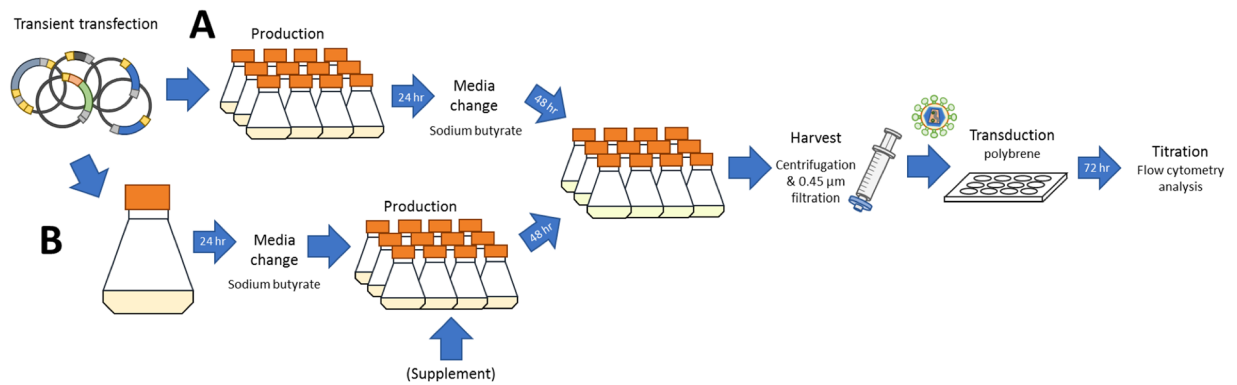 Transient transfection
A
Production
24 hr
Media
change
Sodium butyrate
48 hr
Harvest
Centrifugation
& 0.45 µm
filtration
Transduction
polybrene
72 hr
Titration
Flow cytometry
analysis
B
24 hr
Media
change
Sodium butyrate
Production
48 hr
(Supplement)